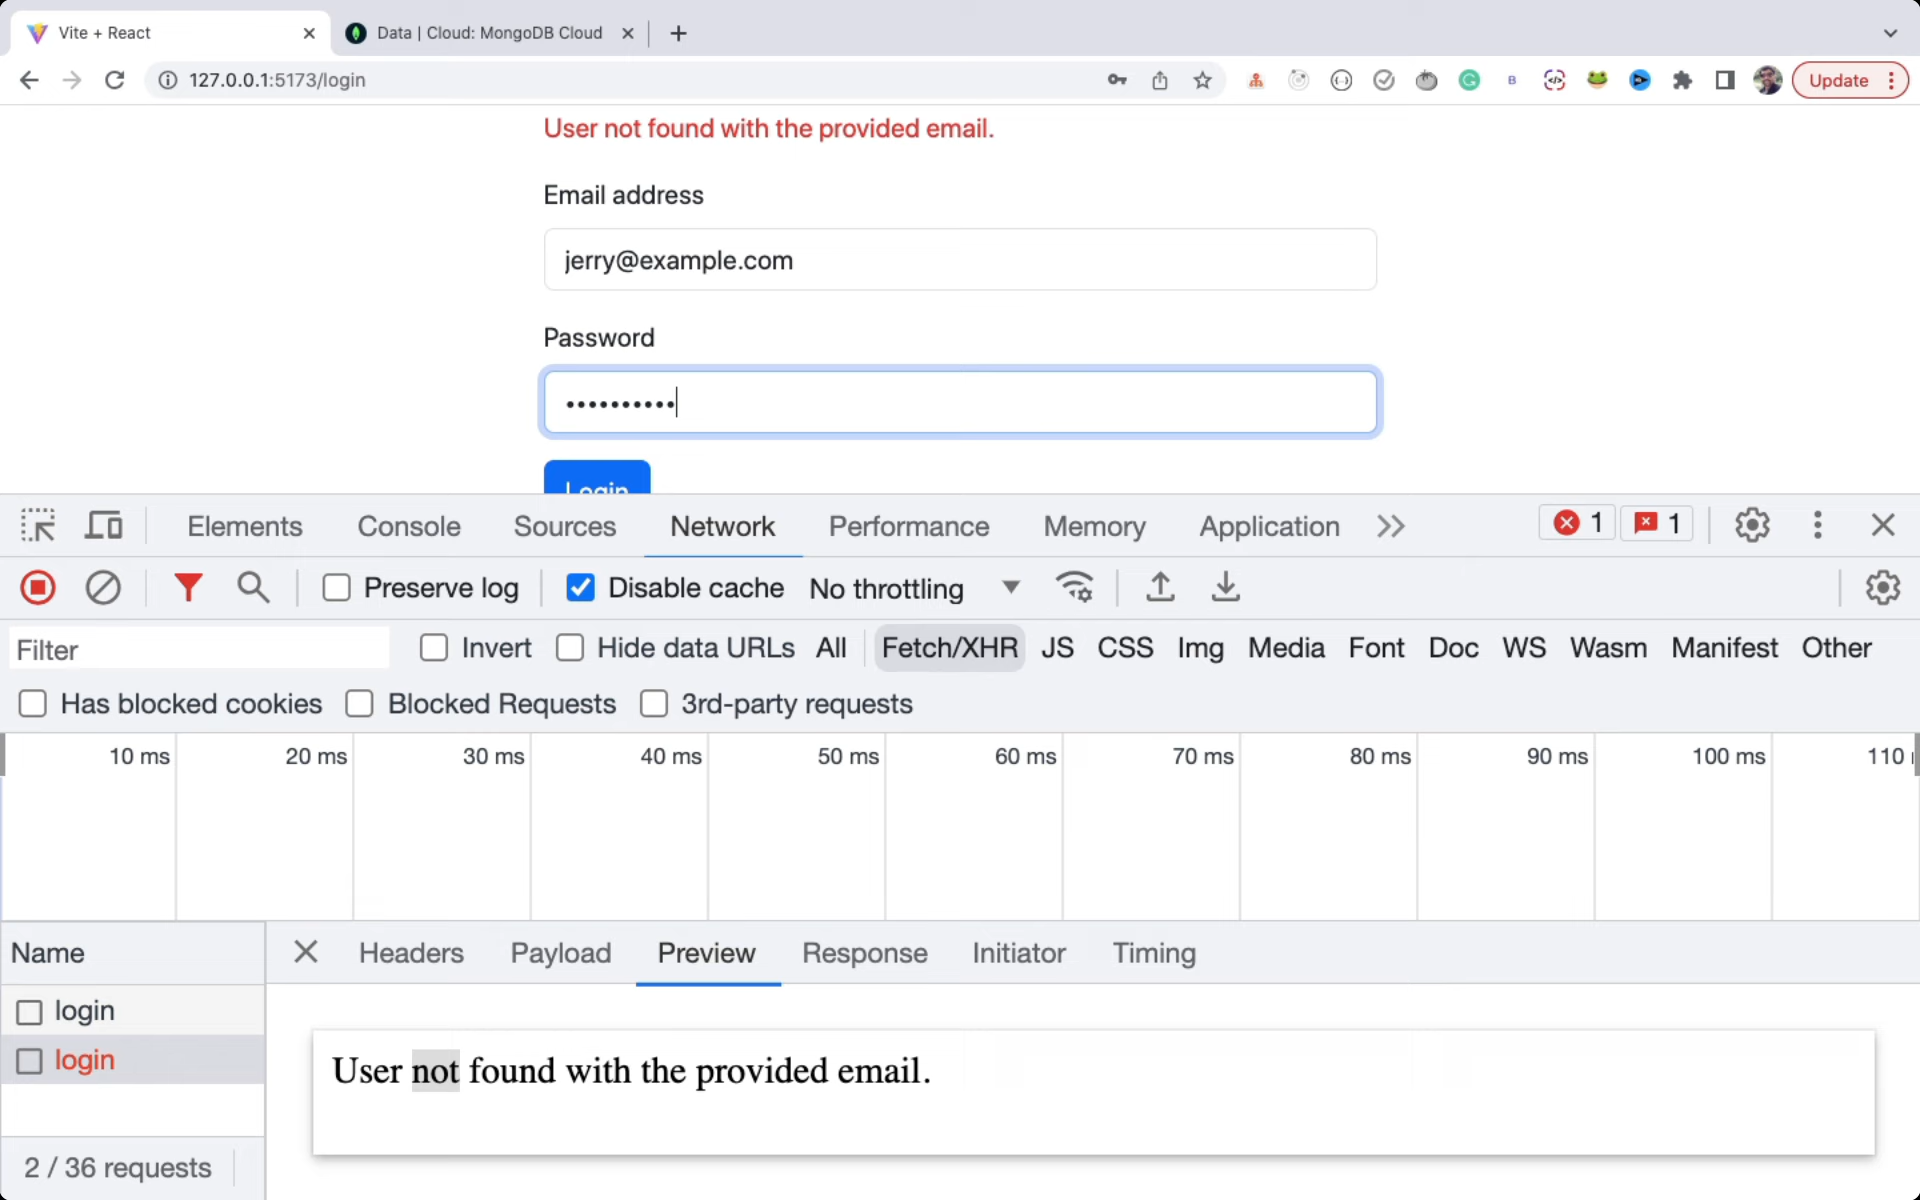 Vite + React
Data | Cloud: MongoDB Cloud
127.0.0.1:5173/login
Update
User not found with the provided email.
Email address
jerry@example.com
Password
••••••••••
Login
Elements Console Sources Network Performance Memory Application 1 1
Preserve log Disable cache No throttling
Filter Invert Hide data URLs All Fetch/XHR JS CSS Img Media Font Doc WS Wasm Manifest Other
Has blocked cookies Blocked Requests 3rd-party requests
10 ms 20 ms 30 ms 40 ms 50 ms 60 ms 70 ms 80 ms 90 ms 100 ms 110
Name Headers Payload Preview Response Initiator Timing
login
login
User not found with the provided email.
2 / 36 requests